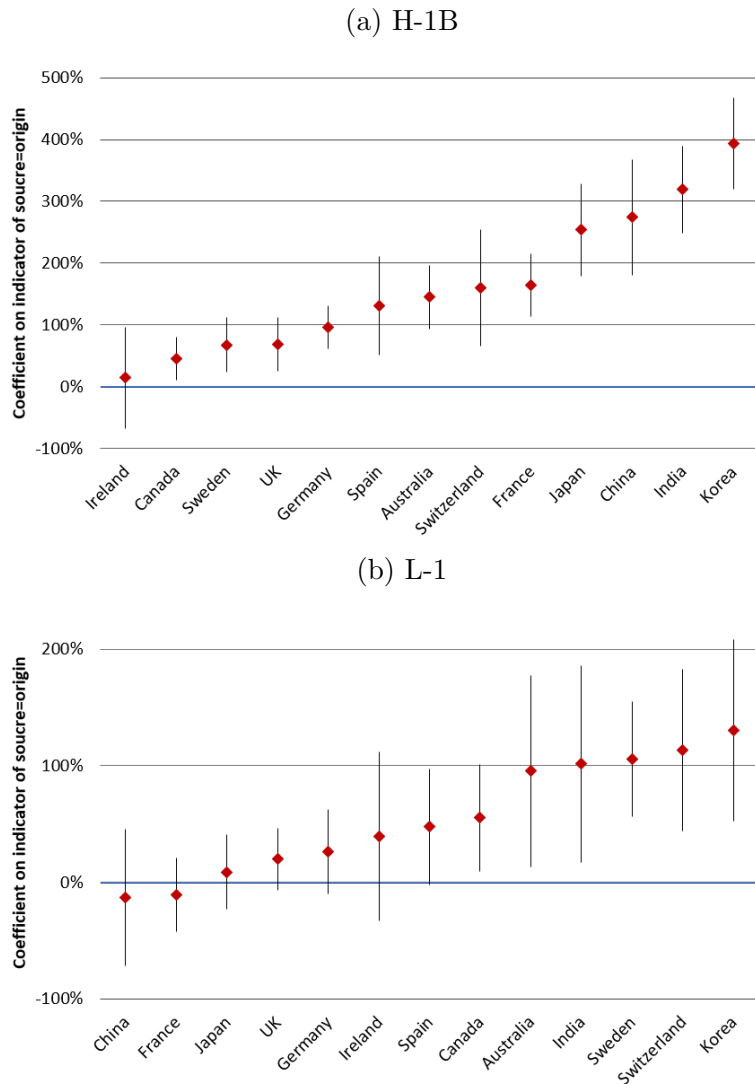 (a) H-1B
Coefficient on indicator of soucre=origin
500%
400%
300%
200%
100%
0%
-100%
Ireland
Canada
Sweden
UK
Germany
Spain
Australia
Switzerland
France
Japan
China
India
Korea
(b) L-1
Coefficient on indicator of soucre=origin
200%
100%
0%
-100%
China
France
Japan
UK
Germany
Ireland
Spain
Canada
Australia
India
Sweden
Switzerland
Korea